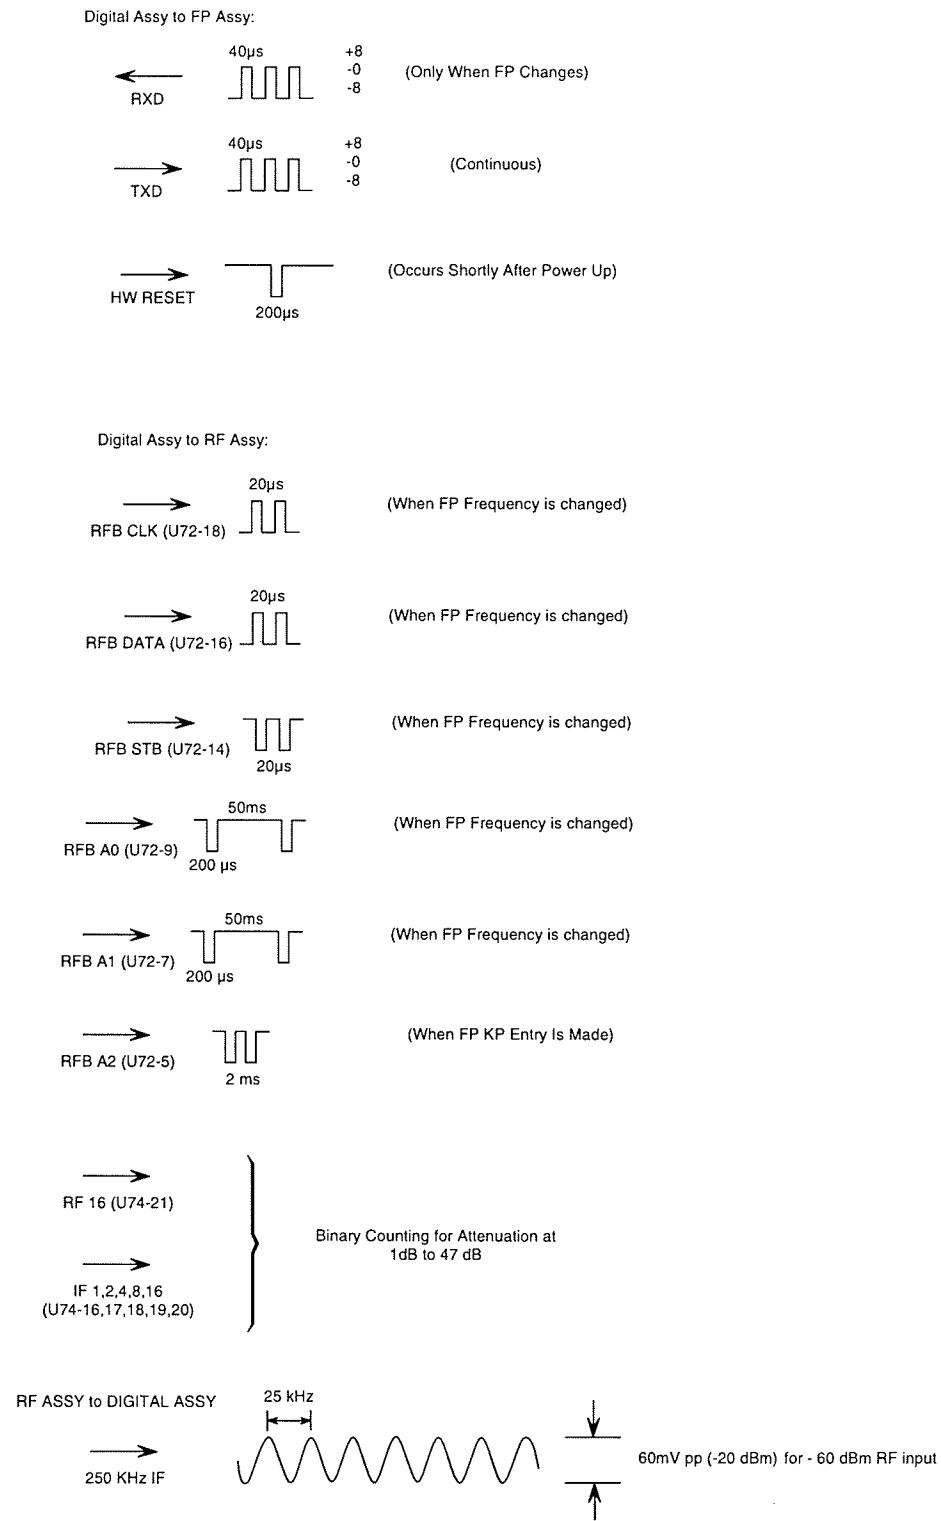 Digital Assy to FP Assy:
40µs
+8
-0
-8
(Only When FP Changes)
RXD
40µs
+8
-0
-8
(Continuous)
TXD
(Occurs Shortly After Power Up)
HW RESET
200µs
Digital Assy to RF Assy:
20µs
(When FP Frequency is changed)
RFB CLK (U72-18)
20µs
(When FP Frequency is changed)
RFB DATA (U72-16)
(When FP Frequency is changed)
RFB STB (U72-14)
20µs
50ms
(When FP Frequency is changed)
RFB A0 (U72-9)
200 µs
50ms
(When FP Frequency is changed)
RFB A1 (U72-7)
200 µs
(When FP KP Entry Is Made)
RFB A2 (U72-5)
2 ms
RF 16 (U74-21)
Binary Counting for Attenuation at
1dB to 47 dB
IF 1,2,4,8,16
(U74-16,17,18,19,20)
RF ASSY to DIGITAL ASSY
25 kHz
250 KHz IF
60mV pp (-20 dBm) for - 60 dBm RF input